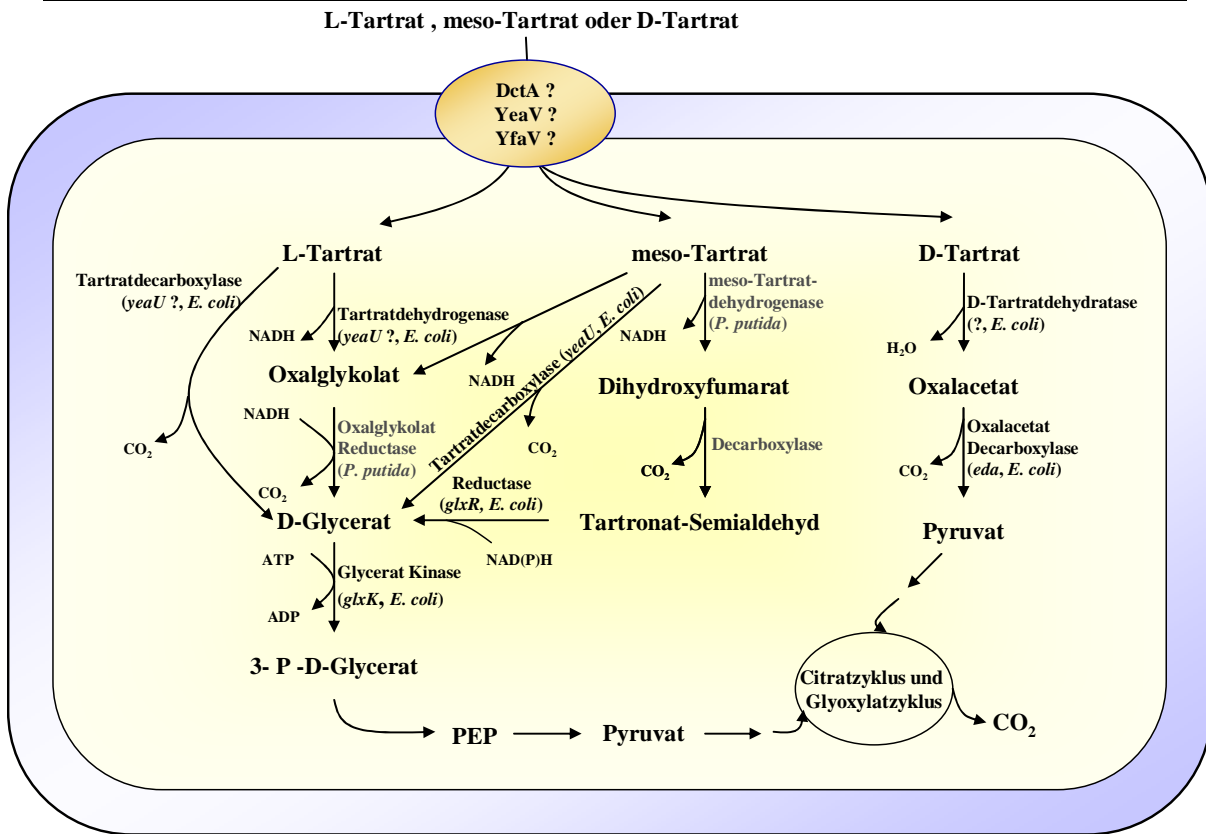 L-Tartrat , meso-Tartrat oder D-Tartrat
DctA ?
YeaV ?
YfaV ?
L-Tartrat
meso-Tartrat
D-Tartrat
Tartratdecarboxylase
(yeaU ?, E. coli)
Tartratdehydrogenase
(yeaU ?, E. coli)
NADH
meso-Tartrat-
dehydrogenase
(P. putida)
NADH
D-Tartratdehydratase
(?, E. coli)
H₂O
Oxalglykolat
NADH
Tartratdecarboxylase (yeaU, E. coli)
Dihydroxyfumarat
Oxalacetat
NADH
Oxalglykolat
Reductase
(P. putida)
CO₂
CO₂
CO₂
Decarboxylase
CO₂
Oxalacetat
Decarboxylase
(eda, E. coli)
CO₂
Reductase
(glxR, E. coli)
D-Glycerat
Tartronat-Semialdehyd
Pyruvat
NAD(P)H
ATP
Glycerat Kinase
(glxK, E. coli)
ADP
3- P -D-Glycerat
Citratzyklus und
Glyoxylatzyklus
PEP
Pyruvat
CO₂